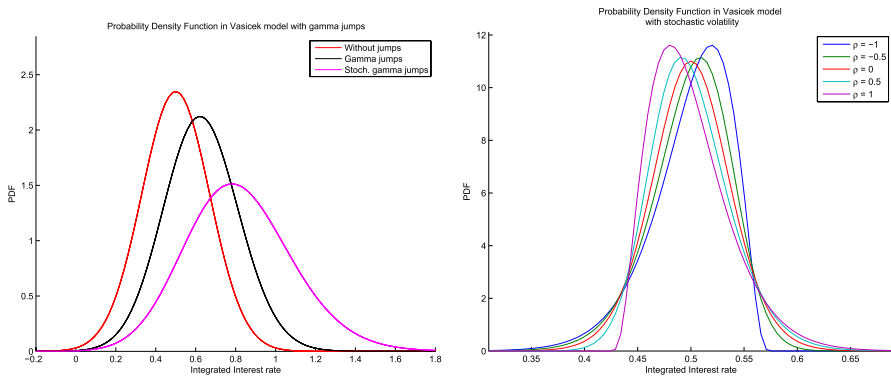 Probability Density Function in Vasicek model with gamma jumps
Without jumps
Gamma jumps
Stoch. gamma jumps
2.5
2
1.5
1
0.5
0
PDF
−0.2 0 0.2 0.4 0.6 0.8 1 1.2 1.4 1.6 1.8
Integrated Interest rate
Probability Density Function in Vasicek model
with stochastic volatility
ρ = −1
ρ = −0.5
ρ = 0
ρ = 0.5
ρ = 1
12
10
8
6
4
2
0
PDF
0.35 0.4 0.45 0.5 0.55 0.6 0.65
Integrated Interest rate